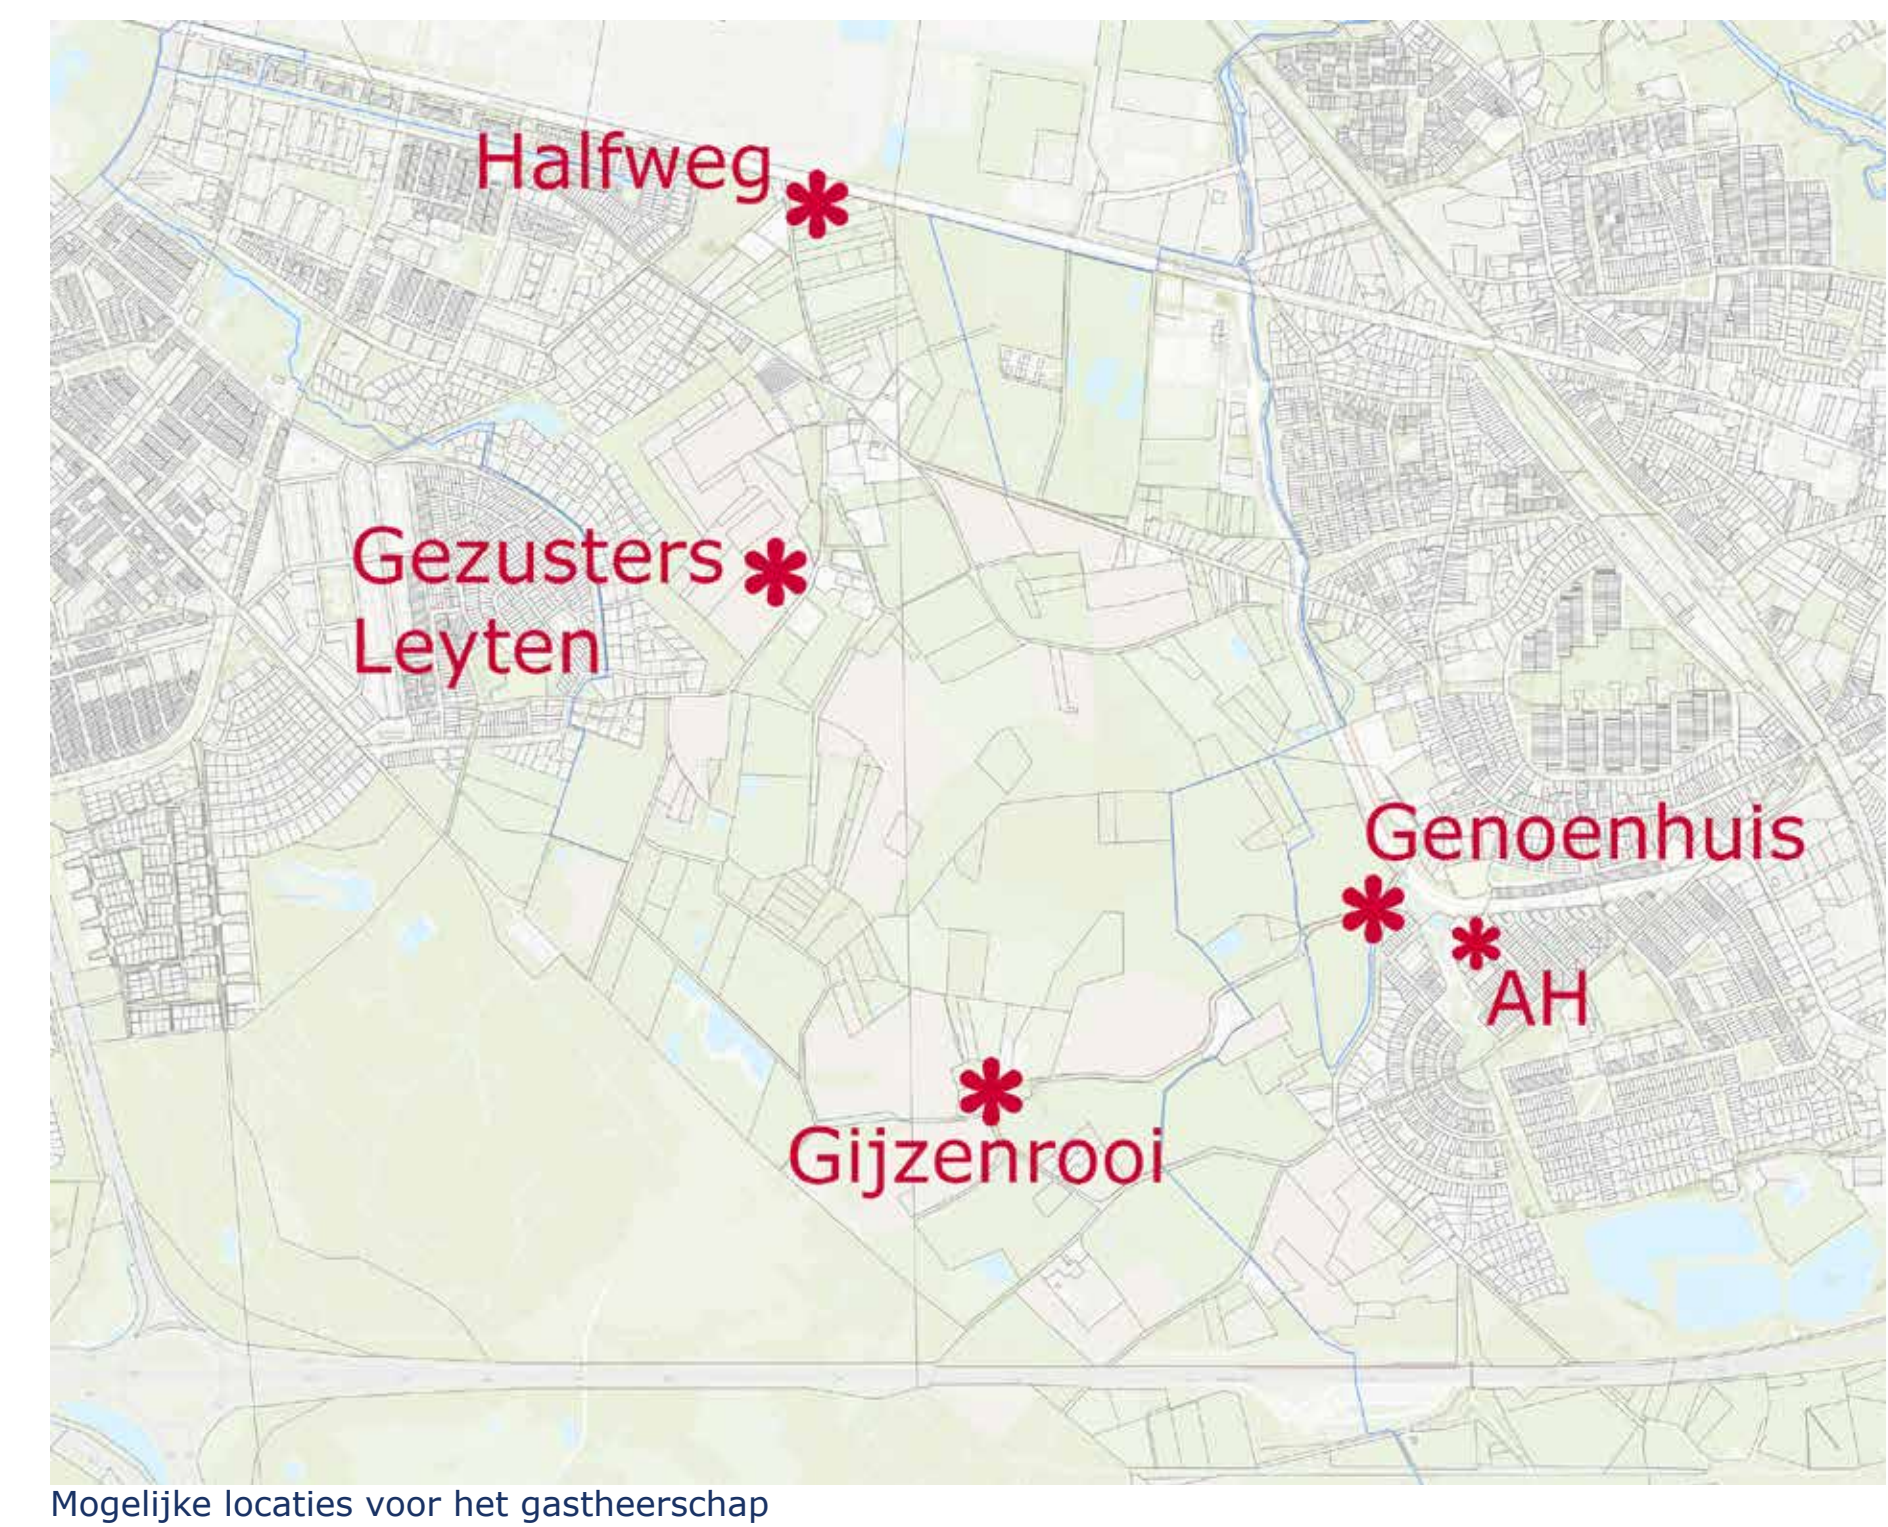 Halfweg
Gezusters
Leyten
Genoenhuis
AH
Gijzenrooi
Mogelijke locaties voor het gastheerschap